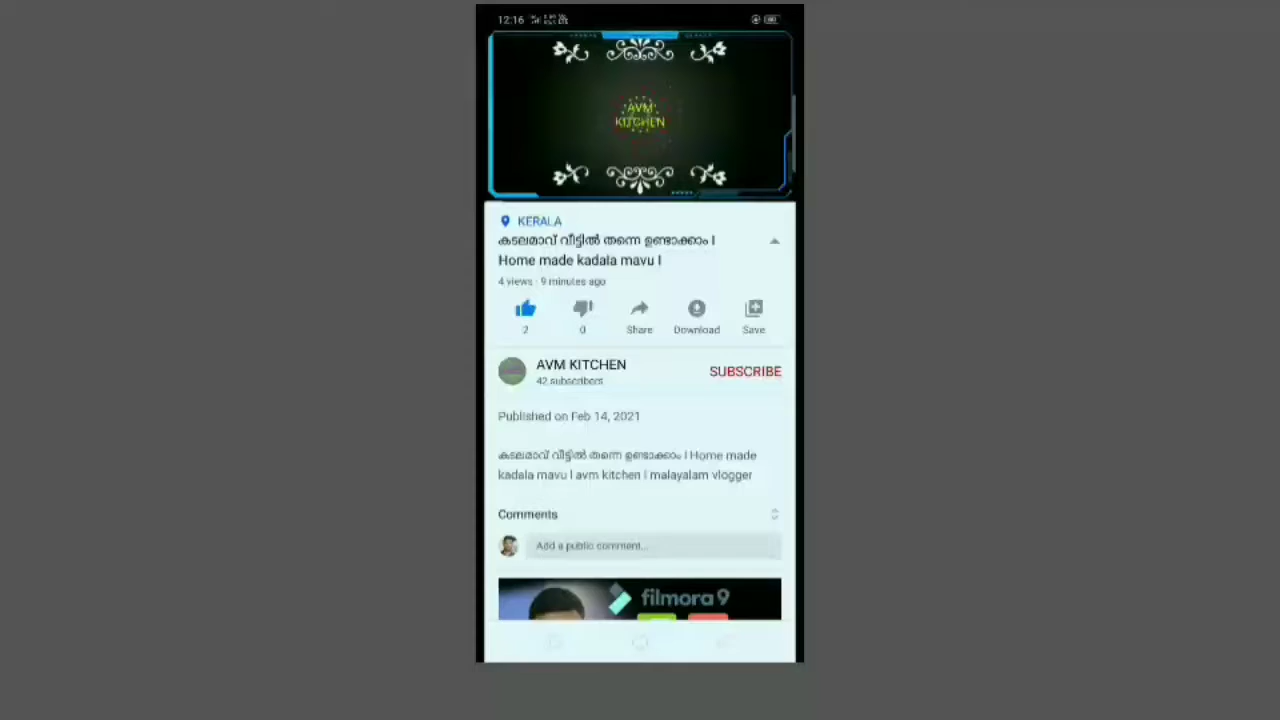 12:16
AVM
KITCHEN
KERALA
കടലമാവ് വീട്ടിൽ തന്നെ ഉണ്ടാക്കാം I
Home made kadala mavu I
4 views · 9 minutes ago
2
0
Share
Download
Save
AVM KITCHEN
SUBSCRIBE
42 subscribers
Published on Feb 14, 2021
കടലമാവ് വീട്ടിൽ തന്നെ ഉണ്ടാക്കാം I Home made
kadala mavu I avm kitchen I malayalam vlogger
Comments
Add a public comment...
filmora9